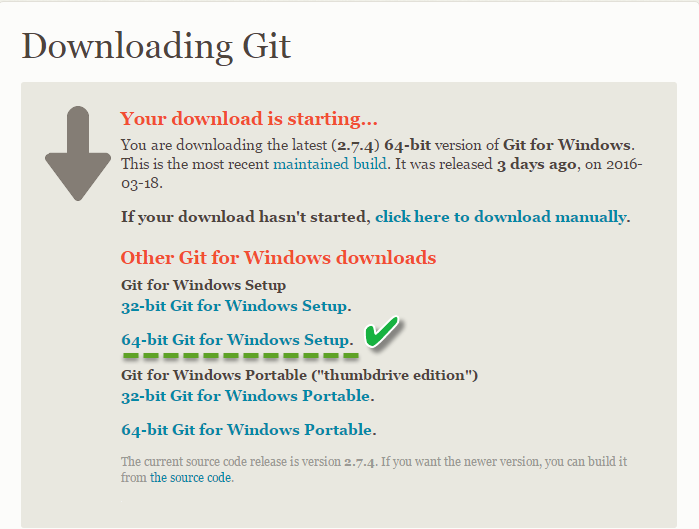 Downloading Git
Your download is starting...
You are downloading the latest (2.7.4) 64-bit version of Git for Windows.
This is the most recent maintained build. It was released 3 days ago, on 2016-
03-18.
If your download hasn't started, click here to download manually.
Other Git for Windows downloads
Git for Windows Setup
32-bit Git for Windows Setup.
64-bit Git for Windows Setup.
Git for Windows Portable ("thumbdrive edition")
32-bit Git for Windows Portable.
64-bit Git for Windows Portable.
The current source code release is version 2.7.4. If you want the newer version, you can build it
from the source code.